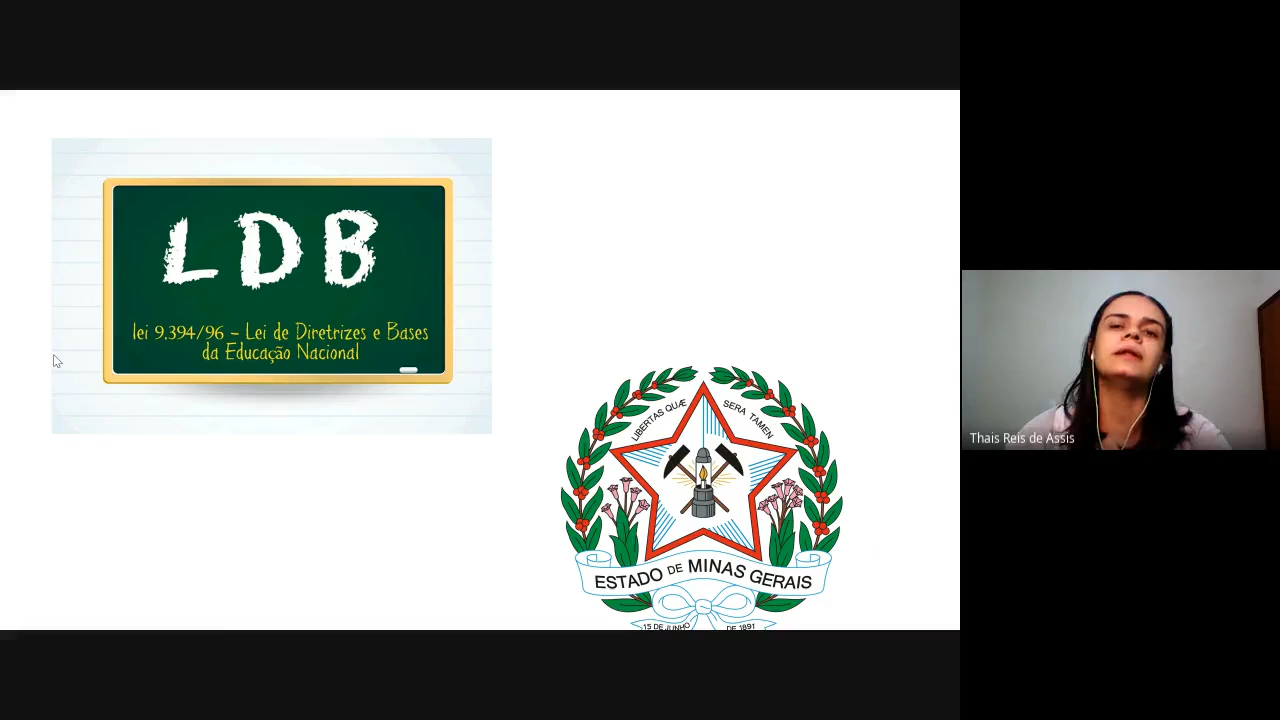 LDB
lei 9.394/96 – Lei de Diretrizes e Bases
da Educação Nacional
LIBERTAS QUÆ SERA TAMEN
ESTADO DE MINAS GERAIS
15 DE JUNHO DE 1891
Thais Reis de Assis